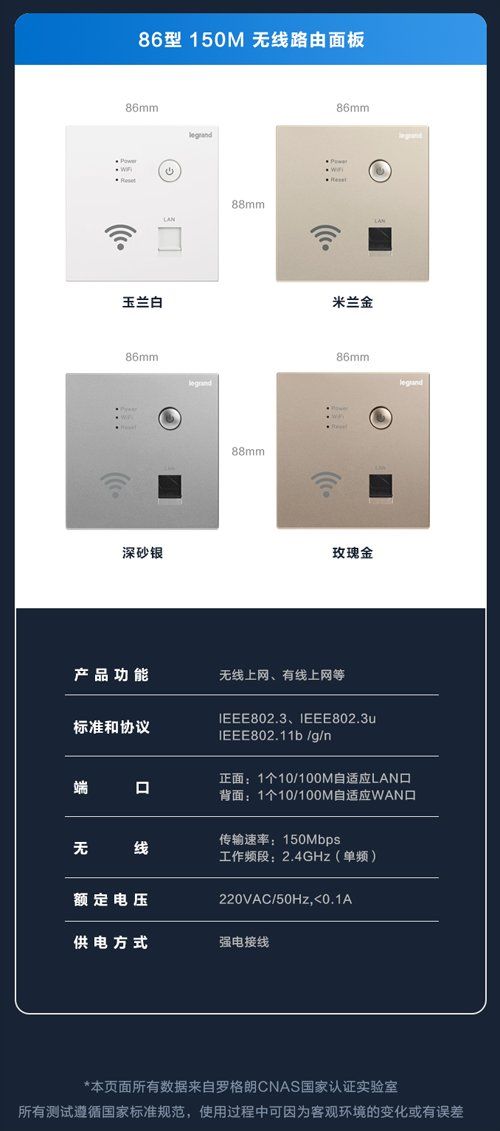 86型 150M 无线路由面板
86mm
86mm
legrand
Power
WiFi
Reset
LAN
88mm
legrand
Power
WiFi
Reset
LAN
玉兰白
米兰金
86mm
86mm
legrand
Power
WiFi
Reset
LAN
88mm
legrand
Power
WiFi
Reset
LAN
深砂银
玫瑰金
产品功能
无线上网、有线上网等
标准和协议
IEEE802.3、IEEE802.3u
IEEE802.11b /g/n
端 口
正面：1个10/100M自适应LAN口
背面：1个10/100M自适应WAN口
无 线
传输速率：150Mbps
工作频段：2.4GHz（单频）
额定电压
220VAC/50Hz,<0.1A
供电方式
强电接线
*本页面所有数据来自罗格朗CNAS国家认证实验室
所有测试遵循国家标准规范，使用过程中可因为客观环境的变化或有误差